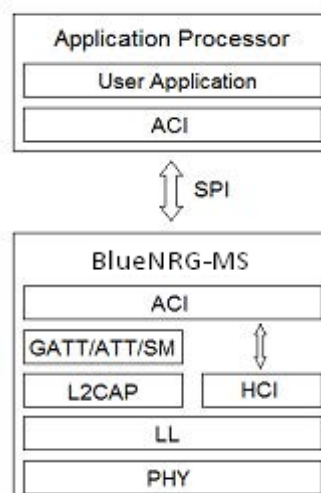 Application Processor
User Application
ACI
SPI
BlueNRG-MS
ACI
GATT/ATT/SM
L2CAP HCI
LL
PHY